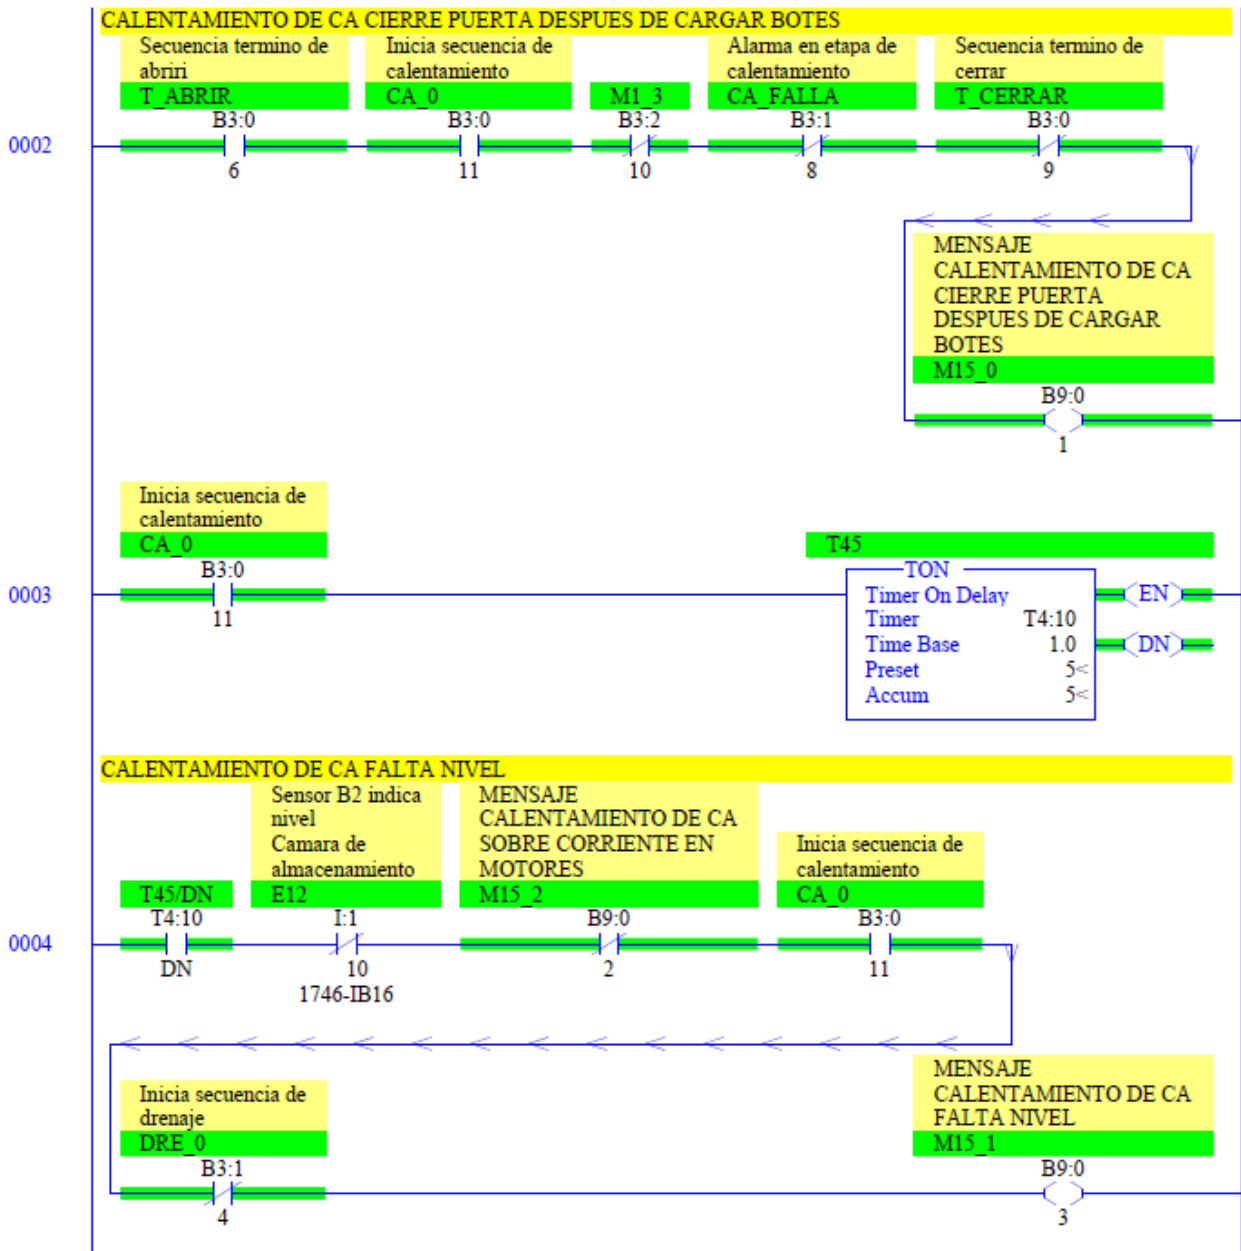 CALENTAMIENTO DE CA CIERRE PUERTA DESPUES DE CARGAR BOTES
Secuencia termino de
abriri
T_ABRIR
B3:0
6
Inicia secuencia de
calentamiento
CA_0
B3:0
11
M1_3
B3:2
10
Alarma en etapa de
calentamiento
CA_FALLA
B3:1
8
Secuencia termino de
cerrar
T_CERRAR
B3:0
9
0002
MENSAJE
CALENTAMIENTO DE CA
CIERRE PUERTA
DESPUES DE CARGAR
BOTES
M15_0
B9:0
1
Inicia secuencia de
calentamiento
CA_0
B3:0
11
0003
T45
TON
Timer On Delay
Timer T4:10
Time Base 1.0
Preset 5<
Accum 5<
EN
DN
CALENTAMIENTO DE CA FALTA NIVEL
T45/DN
T4:10
DN
Sensor B2 indica
nivel
Camara de
almacenamiento
E12
I:1
10
1746-IB16
MENSAJE
CALENTAMIENTO DE CA
SOBRE CORRIENTE EN
MOTORES
M15_2
B9:0
2
Inicia secuencia de
calentamiento
CA_0
B3:0
11
0004
Inicia secuencia de
drenaje
DRE_0
B3:1
4
MENSAJE
CALENTAMIENTO DE CA
FALTA NIVEL
M15_1
B9:0
3